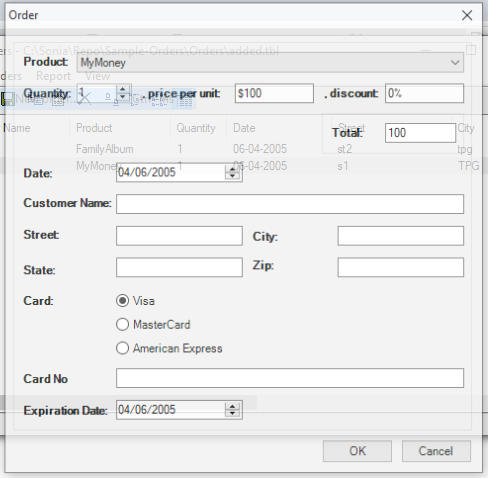 Order
ers - C:\Sonia\Repo\Sample-Orders\Orders\added.tbl
Product: MyMoney
ders Report View
Quantity: 1 , price per unit: $100 , discount: 0%
Name Product Quantity Date Street City
Total: 100
FamilyAlbum 1 06-04-2005 st2 tpg
MyMoney 1 06-04-2005 s1 TPG
Date: 04/06/2005
Customer Name:
Street: City:
State: Zip:
Card: Visa
MasterCard
American Express
Card No
Expiration Date: 04/06/2005
OK Cancel